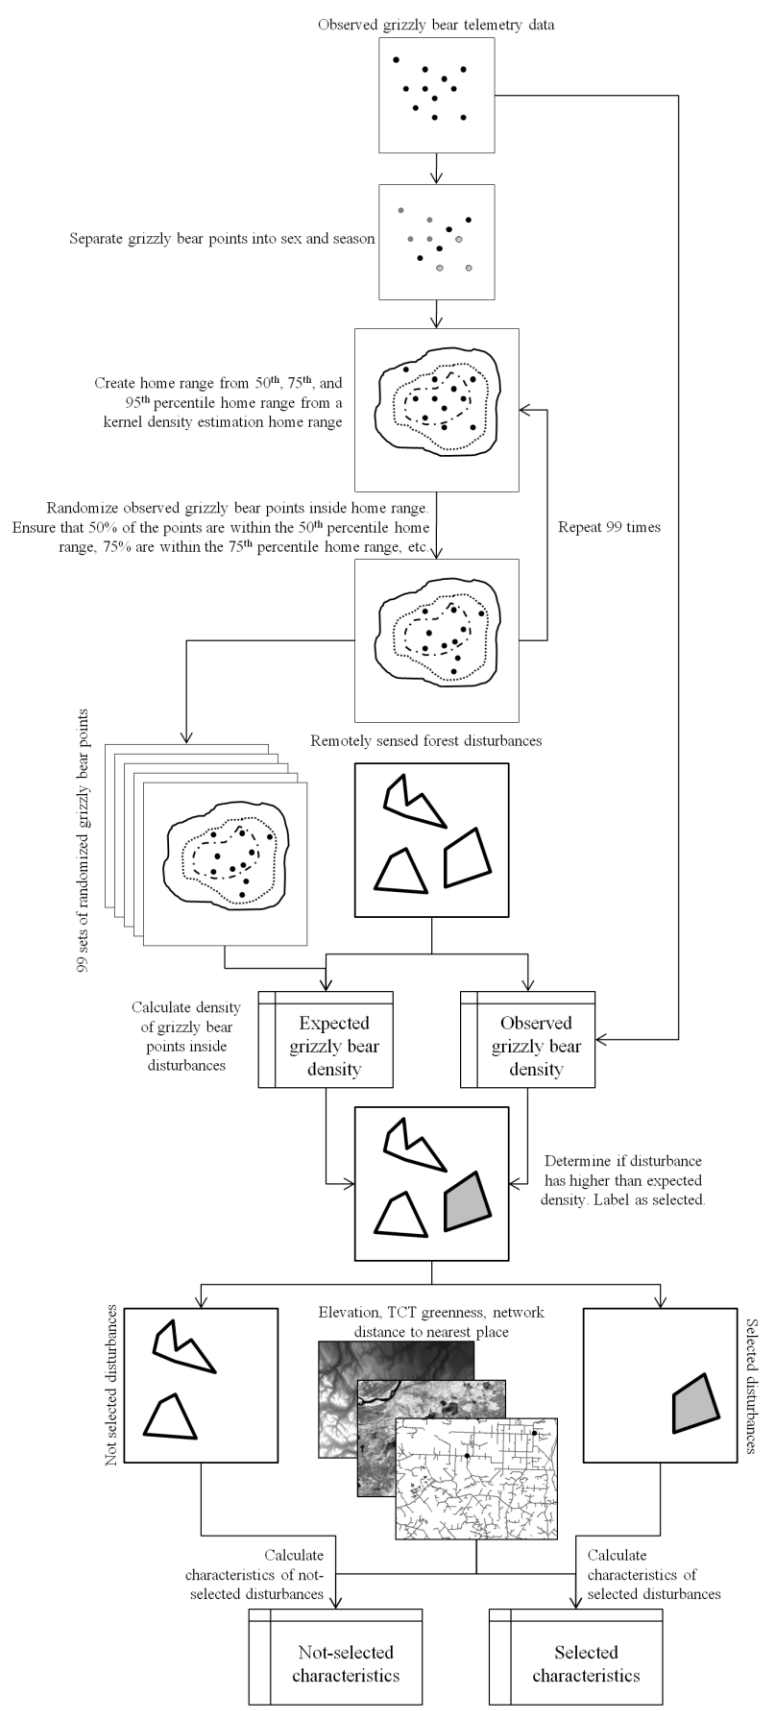 Observed grizzly bear telemetry data
Separate grizzly bear points into sex and season
Create home range from 50th, 75th, and
95th percentile home range from a
kernel density estimation home range
Randomize observed grizzly bear points inside home range.
Ensure that 50% of the points are within the 50th percentile home
range, 75% are within the 75th percentile home range, etc.
Repeat 99 times
99 sets of randomized grizzly bear points
Remotely sensed forest disturbances
Calculate density
of grizzly bear
points inside
disturbances
Expected
grizzly bear
density
Observed
grizzly bear
density
Determine if disturbance
has higher than expected
density. Label as selected.
Not selected disturbances
Elevation, TCT greenness, network
distance to nearest place
Selected disturbances
Calculate
characteristics of not-
selected disturbances
Calculate
characteristics of
selected disturbances
Not-selected
characteristics
Selected
characteristics